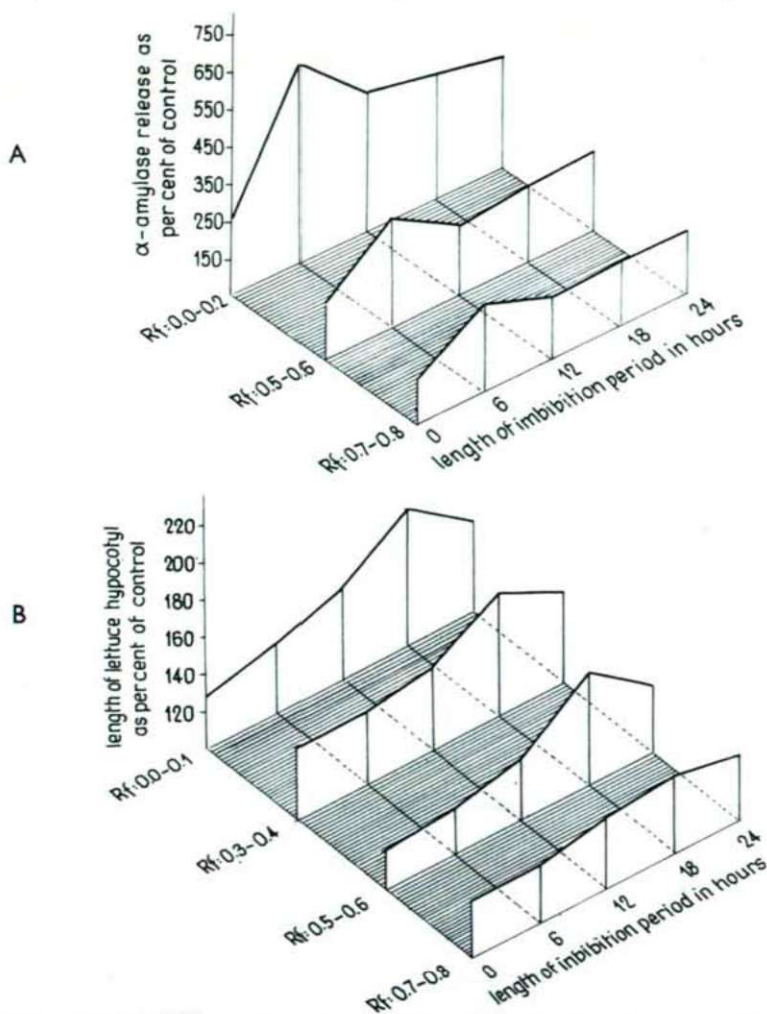 A
α-amylase release as
per cent of control
750
650
550
450
350
250
150
Rf:0.0-0.2
Rf:0.5-0.6
Rf:0.7-0.8
0
6
12
18
24
length of imbibition period in hours
B
length of lettuce hypocotyl
as percent of control
220
200
180
160
140
120
Rf:0.0-0.1
Rf:0.3-0.4
Rf:0.5-0.6
Rf:0.7-0.8
0
6
12
18
24
length of inbibition period in hours